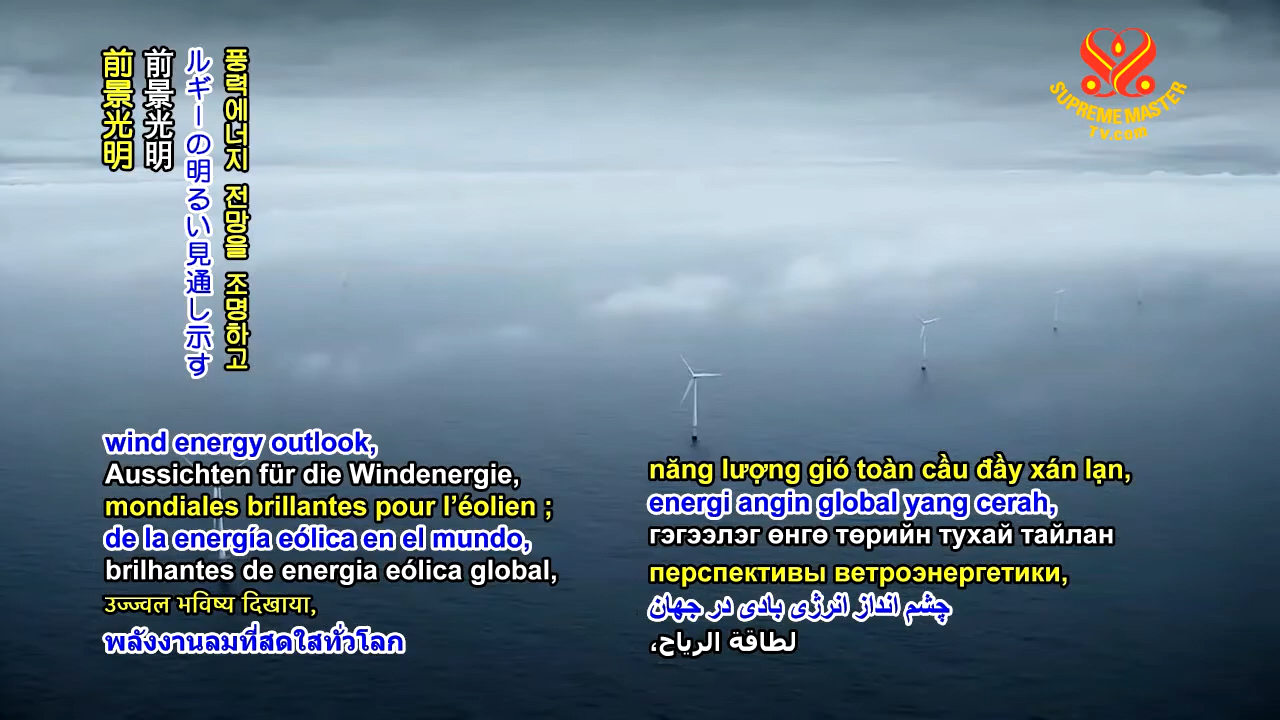 前景光明
前景光明
ルギーの明るい見通し示す
풍력에너지 전망을 조명하고
SUPREME MASTER
TV.com
wind energy outlook,
Aussichten für die Windenergie,
mondiales brillantes pour l’éolien ;
de la energía eólica en el mundo,
brilhantes de energia eólica global,
उज्ज्वल भविष्य दिखाया,
พลังงานลมที่สดใสทั่วโลก
năng lượng gió toàn cầu đầy xán lạn,
energi angin global yang cerah,
гэгээлэг өнгө төрийн тухай тайлан
перспективы ветроэнергетики,
چشم انداز انرژی بادی در جهان
لطاقة الرياح،